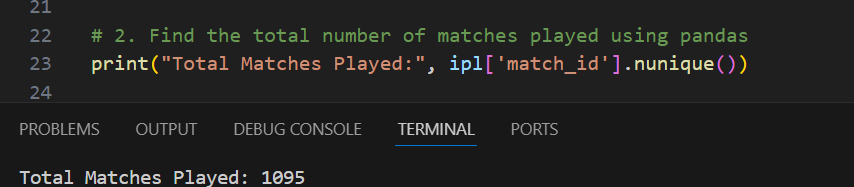 21
22 # 2. Find the total number of matches played using pandas
23 print("Total Matches Played:", ipl['match_id'].nunique())
24
PROBLEMS OUTPUT DEBUG CONSOLE TERMINAL PORTS
Total Matches Played: 1095